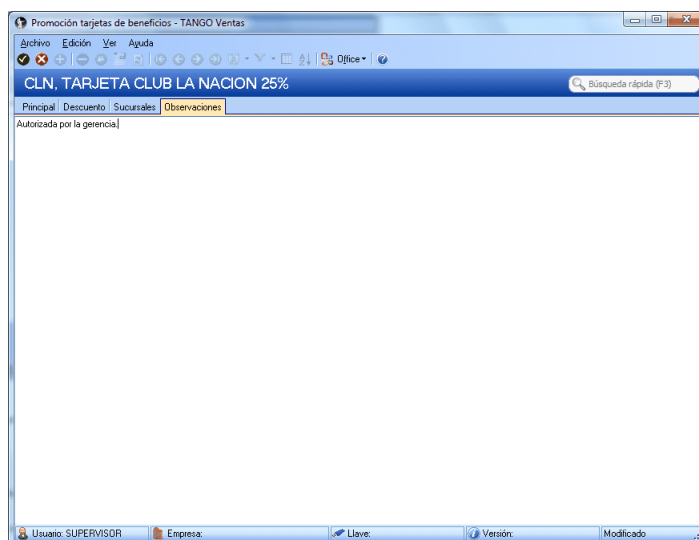 Promoción tarjetas de beneficios - TANGO Ventas
Archivo Edición Ver Ayuda
Office
CLN, TARJETA CLUB LA NACION 25%
Búsqueda rápida (F3)
Principal Descuento Sucursales Observaciones
Autorizada por la gerencia.
Usuario: SUPERVISOR Empresa: Llave: Versión: Modificado